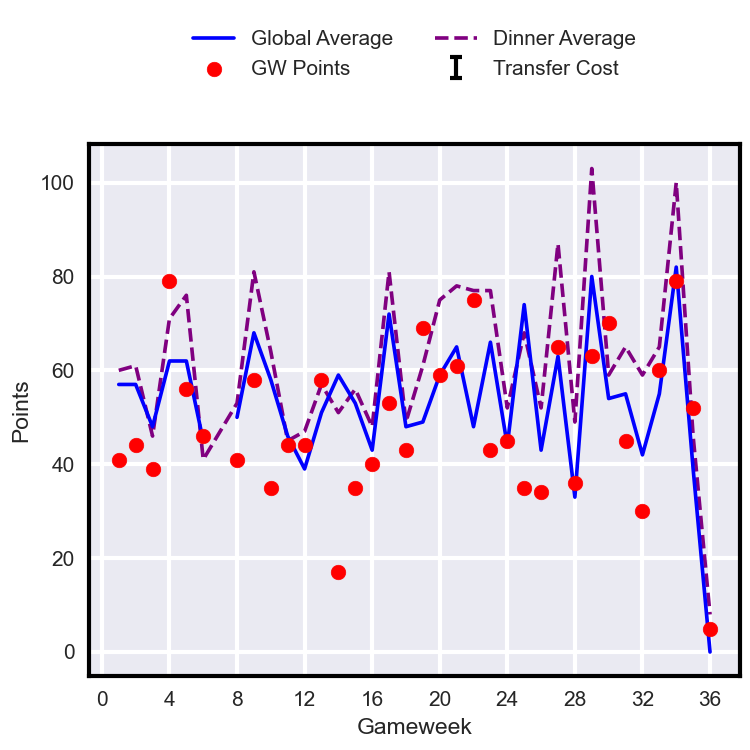 Global Average
Dinner Average
GW Points
Transfer Cost
100
80
60
40
20
0
Points
0 4 8 12 16 20 24 28 32 36
Gameweek